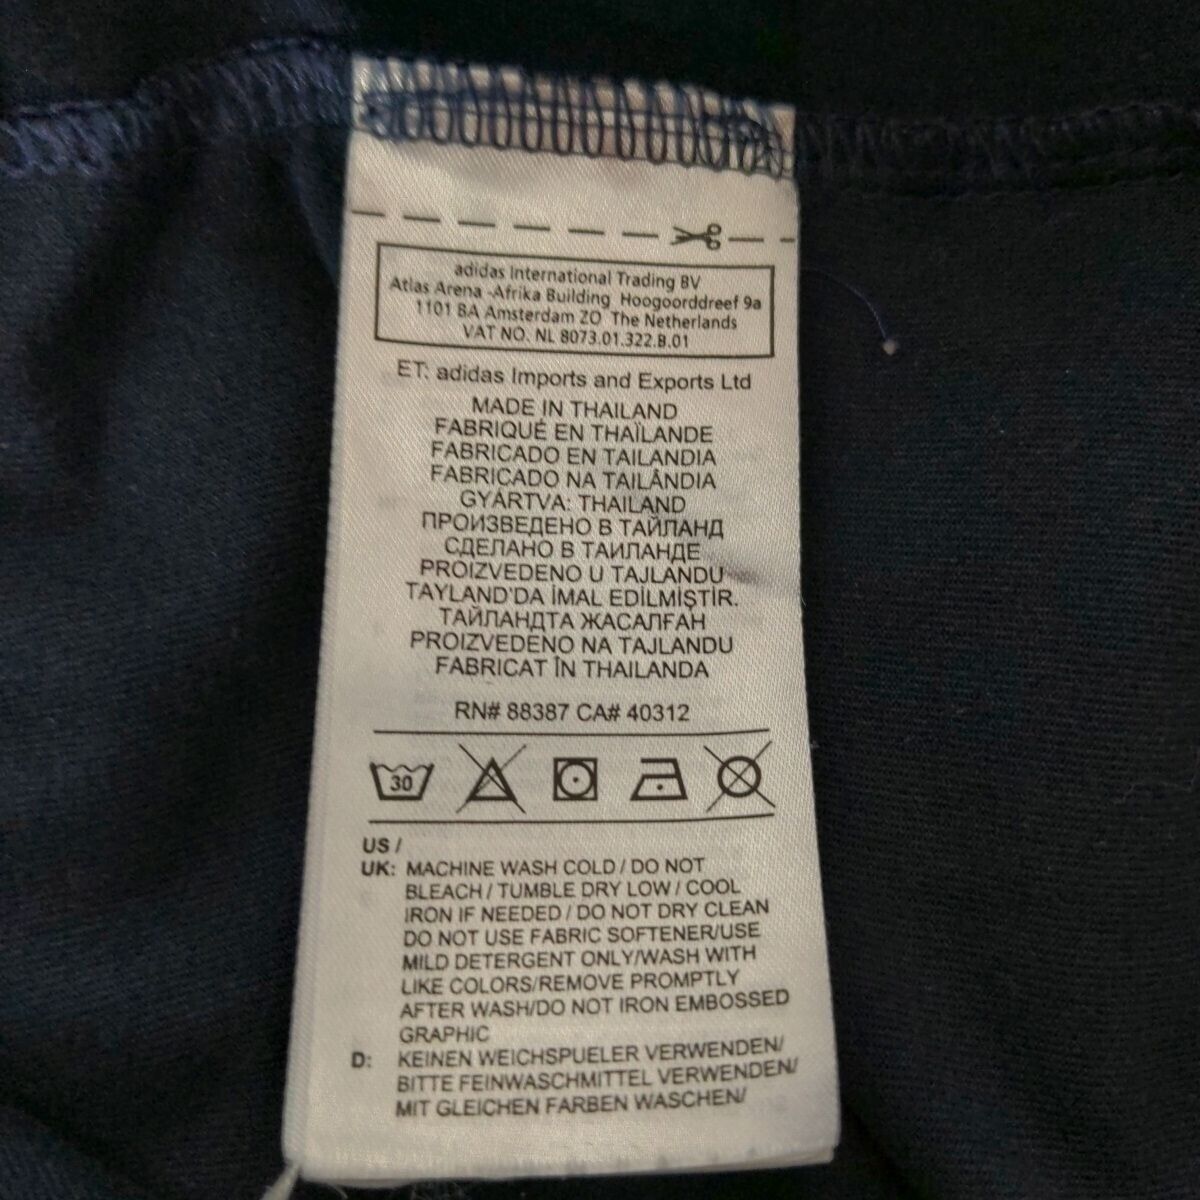 adidas International Trading BV
Atlas Arena -Afrika Building Hoogoorddreef 9a
1101 BA Amsterdam ZO The Netherlands
VAT NO. NL 8073.01.322.B.01
ET: adidas Imports and Exports Ltd
MADE IN THAILAND
FABRIQUÉ EN THAÏLANDE
FABRICADO EN TAILANDIA
FABRICADO NA TAILÂNDIA
GYÁRTVA: THAILAND
ПРОИЗВЕДЕНО В ТАЙЛАНД
СДЕЛАНО В ТАИЛАНДЕ
PROIZVEDENO U TAJLANDU
TAYLAND'DA İMAL EDİLMİŞTİR.
ТАЙЛАНДТА ЖАСАЛҒАН
PROIZVEDENO NA TAJLANDU
FABRICAT ÎN THAILANDA
RN# 88387 CA# 40312
30
US /
UK: MACHINE WASH COLD / DO NOT
BLEACH / TUMBLE DRY LOW / COOL
IRON IF NEEDED / DO NOT DRY CLEAN
DO NOT USE FABRIC SOFTENER/USE
MILD DETERGENT ONLY/WASH WITH
LIKE COLORS/REMOVE PROMPTLY
AFTER WASH/DO NOT IRON EMBOSSED
GRAPHIC
D: KEINEN WEICHSPUELER VERWENDEN/
BITTE FEINWASCHMITTEL VERWENDEN/
MIT GLEICHEN FARBEN WASCHEN/